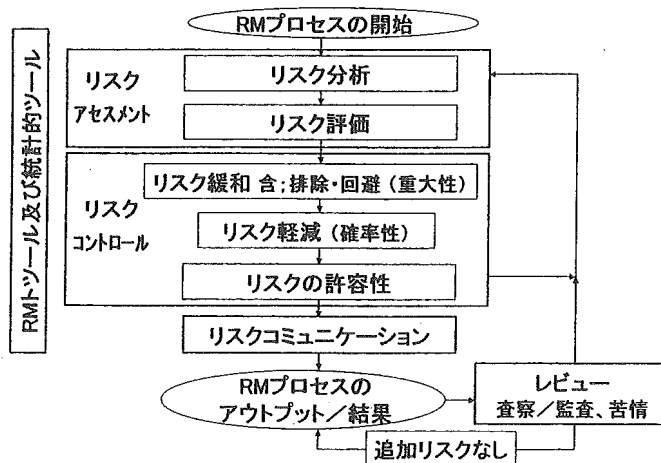 RMプロセスの開始
RMトツール及び統計的ツール
リスク
アセスメント
リスク分析
リスク評価
リスク
コントロール
リスク緩和 含;排除・回避(重大性)
リスク軽減(確率性)
リスクの許容性
リスクコミュニケーション
RMプロセスの
アウトプット/結果
レビュー
査察/監査、苦情
追加リスクなし